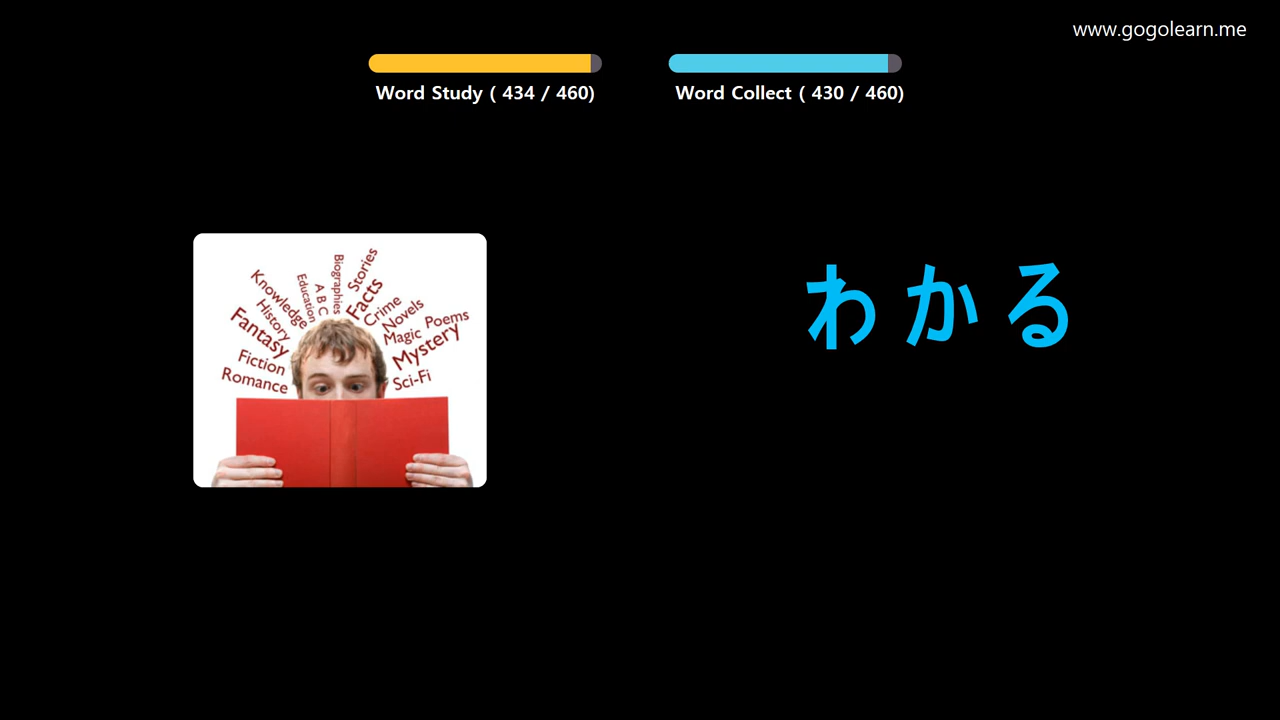 www.gogolearn.me
Word Study ( 434 / 460)
Word Collect ( 430 / 460)
わかる
Knowledge
History
Fantasy
Fiction
Romance
Education
A B C
Biographies
Stories
Facts
Crime
Novels
Magic
Poems
Mystery
Sci-Fi